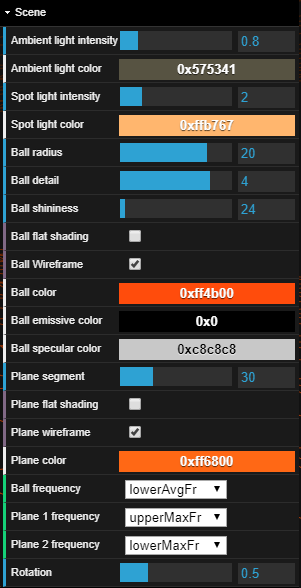 Scene
Ambient light intensity 0.8
Ambient light color 0x575341
Spot light intensity 2
Spot light color 0xffb767
Ball radius 20
Ball detail 4
Ball shininess 24
Ball flat shading
Ball Wireframe
Ball color 0xff4b00
Ball emissive color 0x0
Ball specular color 0xc8c8c8
Plane segment 30
Plane flat shading
Plane wireframe
Plane color 0xff6800
Ball frequency lowerAvgFr
Plane 1 frequency upperMaxFr
Plane 2 frequency lowerMaxFr
Rotation 0.5